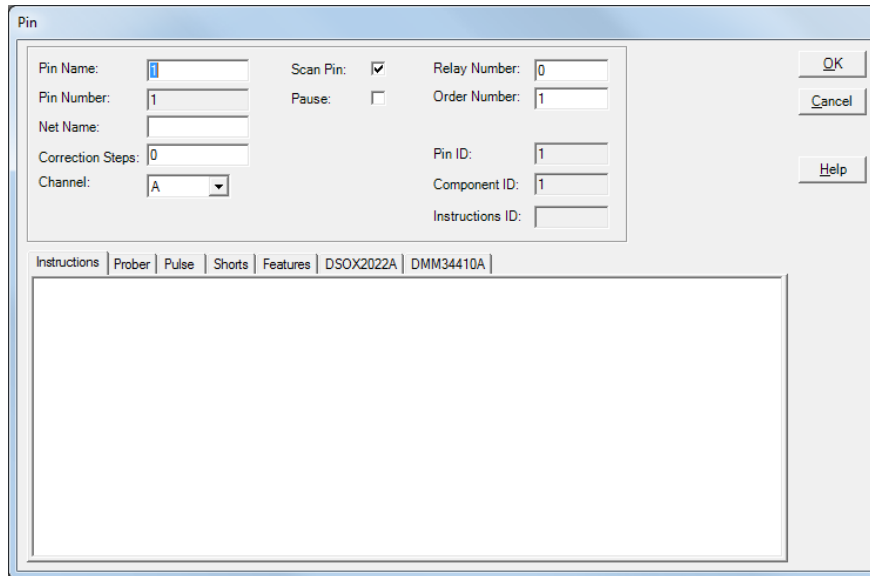 Pin
Pin Name: 1 Scan Pin: Relay Number: 0 OK
Pin Number: 1 Pause: Order Number: 1 Cancel
Net Name:
Correction Steps: 0 Pin ID: 1 Help
Channel: A Component ID: 1
Instructions ID:
Instructions Prober Pulse Shorts Features DSOX2022A DMM34410A